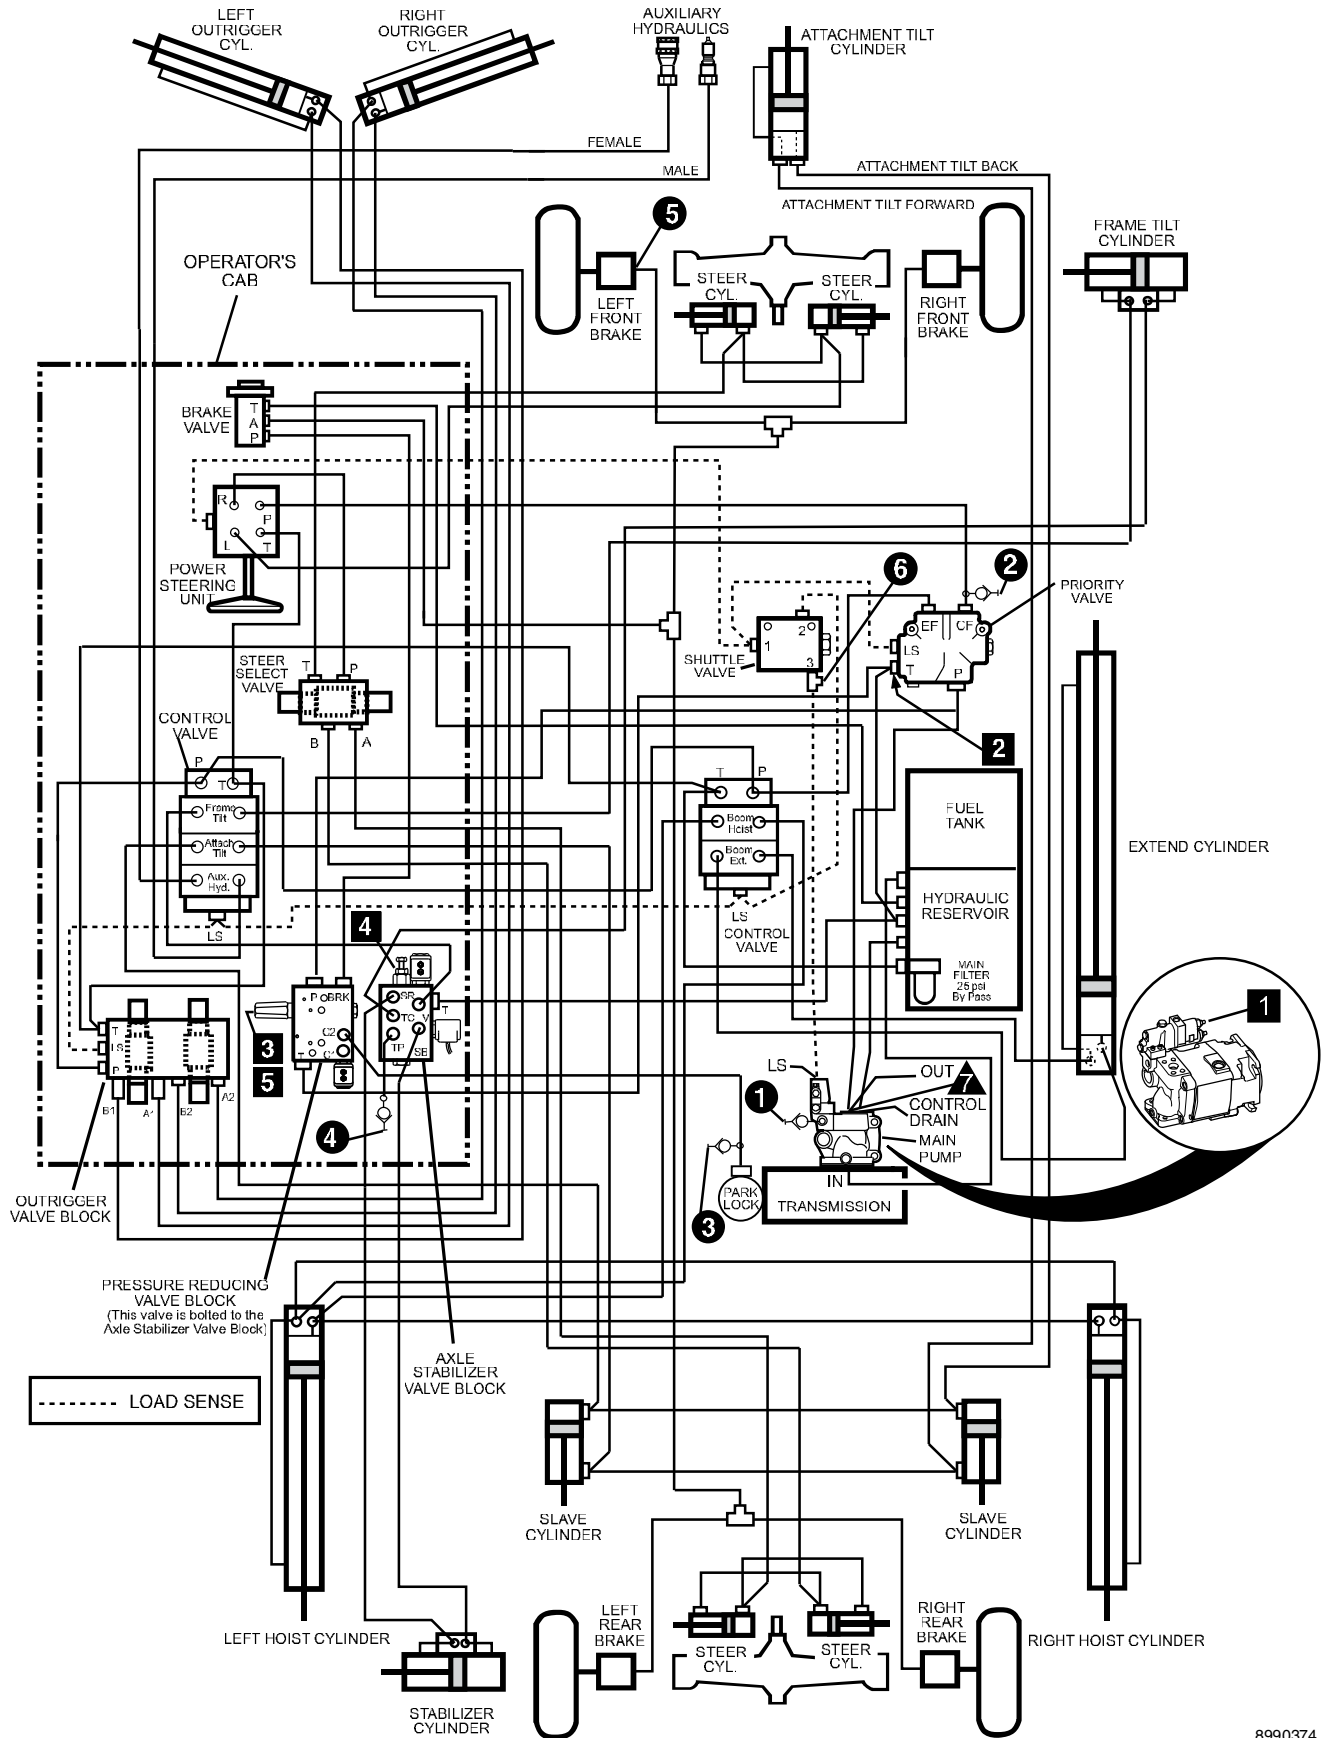 LEFT
OUTRIGGER
CYL.
RIGHT
OUTRIGGER
CYL.
AUXILIARY
HYDRAULICS
ATTACHMENT TILT
CYLINDER
FEMALE
MALE
ATTACHMENT TILT BACK
ATTACHMENT TILT FORWARD
5
FRAME TILT
CYLINDER
OPERATOR'S
CAB
STEER
CYL.
STEER
CYL.
LEFT
FRONT
BRAKE
RIGHT
FRONT
BRAKE
BRAKE
VALVE
T
A
P
R
P
L
T
POWER
STEERING
UNIT
6
2
PRIORITY
VALVE
EF
CF
LS
T
P
1
2
3
SHUTTLE
VALVE
STEER
SELECT
VALVE
T
P
B
A
2
CONTROL
VALVE
P
T
Frame
Tilt
Attach
Tilt
Aux.
Hyd.
LS
T
P
Boom
Hoist
Boom
Ext.
LS
CONTROL
VALVE
FUEL
TANK
HYDRAULIC
RESERVOIR
MAIN
FILTER
25 psi
By Pass
EXTEND CYLINDER
4
P
BRK
C2
C1
T
SR
TC
V
TP
SB
T
3
5
T
LS
P
B1
A1
B2
A2
4
1
LS
OUT
7
CONTROL
DRAIN
MAIN
PUMP
1
3
PARK
LOCK
IN
TRANSMISSION
OUTRIGGER
VALVE BLOCK
PRESSURE REDUCING
VALVE BLOCK
(This valve is bolted to the
Axle Stabilizer Valve Block)
AXLE
STABILIZER
VALVE BLOCK
LOAD SENSE
SLAVE
CYLINDER
SLAVE
CYLINDER
LEFT HOIST CYLINDER
LEFT
REAR
BRAKE
RIGHT
REAR
BRAKE
RIGHT HOIST CYLINDER
STEER
CYL.
STEER
CYL.
STABILIZER
CYLINDER
8990374